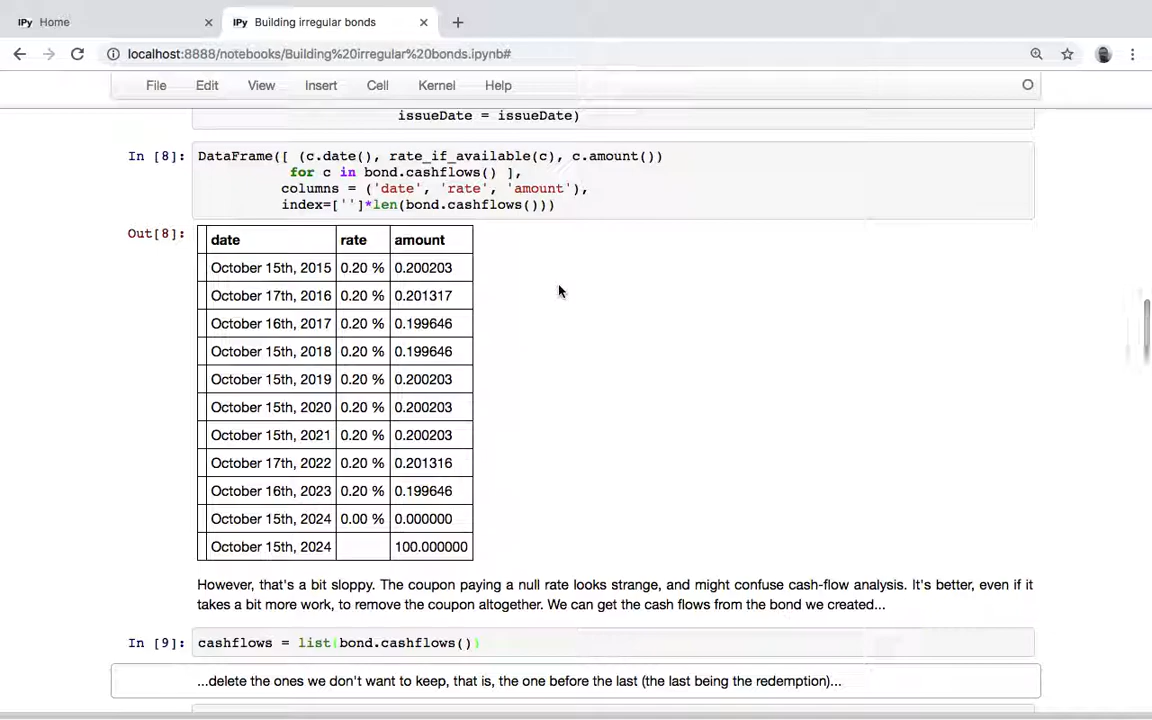 IPy Home × IPy Building irregular bonds × +
localhost:8888/notebooks/Building%20irregular%20bonds.ipynb#
File Edit View Insert Cell Kernel Help
issueDate = issueDate)
In [8]: DataFrame([ (c.date(), rate_if_available(c), c.amount())
for c in bond.cashflows() ],
columns = ('date', 'rate', 'amount'),
index=['']*len(bond.cashflows()))
Out[8]: date rate amount
October 15th, 2015 0.20 % 0.200203
October 17th, 2016 0.20 % 0.201317
October 16th, 2017 0.20 % 0.199646
October 15th, 2018 0.20 % 0.199646
October 15th, 2019 0.20 % 0.200203
October 15th, 2020 0.20 % 0.200203
October 15th, 2021 0.20 % 0.200203
October 17th, 2022 0.20 % 0.201316
October 16th, 2023 0.20 % 0.199646
October 15th, 2024 0.00 % 0.000000
October 15th, 2024 100.000000
However, that's a bit sloppy. The coupon paying a null rate looks strange, and might confuse cash-flow analysis. It's better, even if it
takes a bit more work, to remove the coupon altogether. We can get the cash flows from the bond we created...
In [9]: cashflows = list(bond.cashflows())
...delete the ones we don't want to keep, that is, the one before the last (the last being the redemption)...